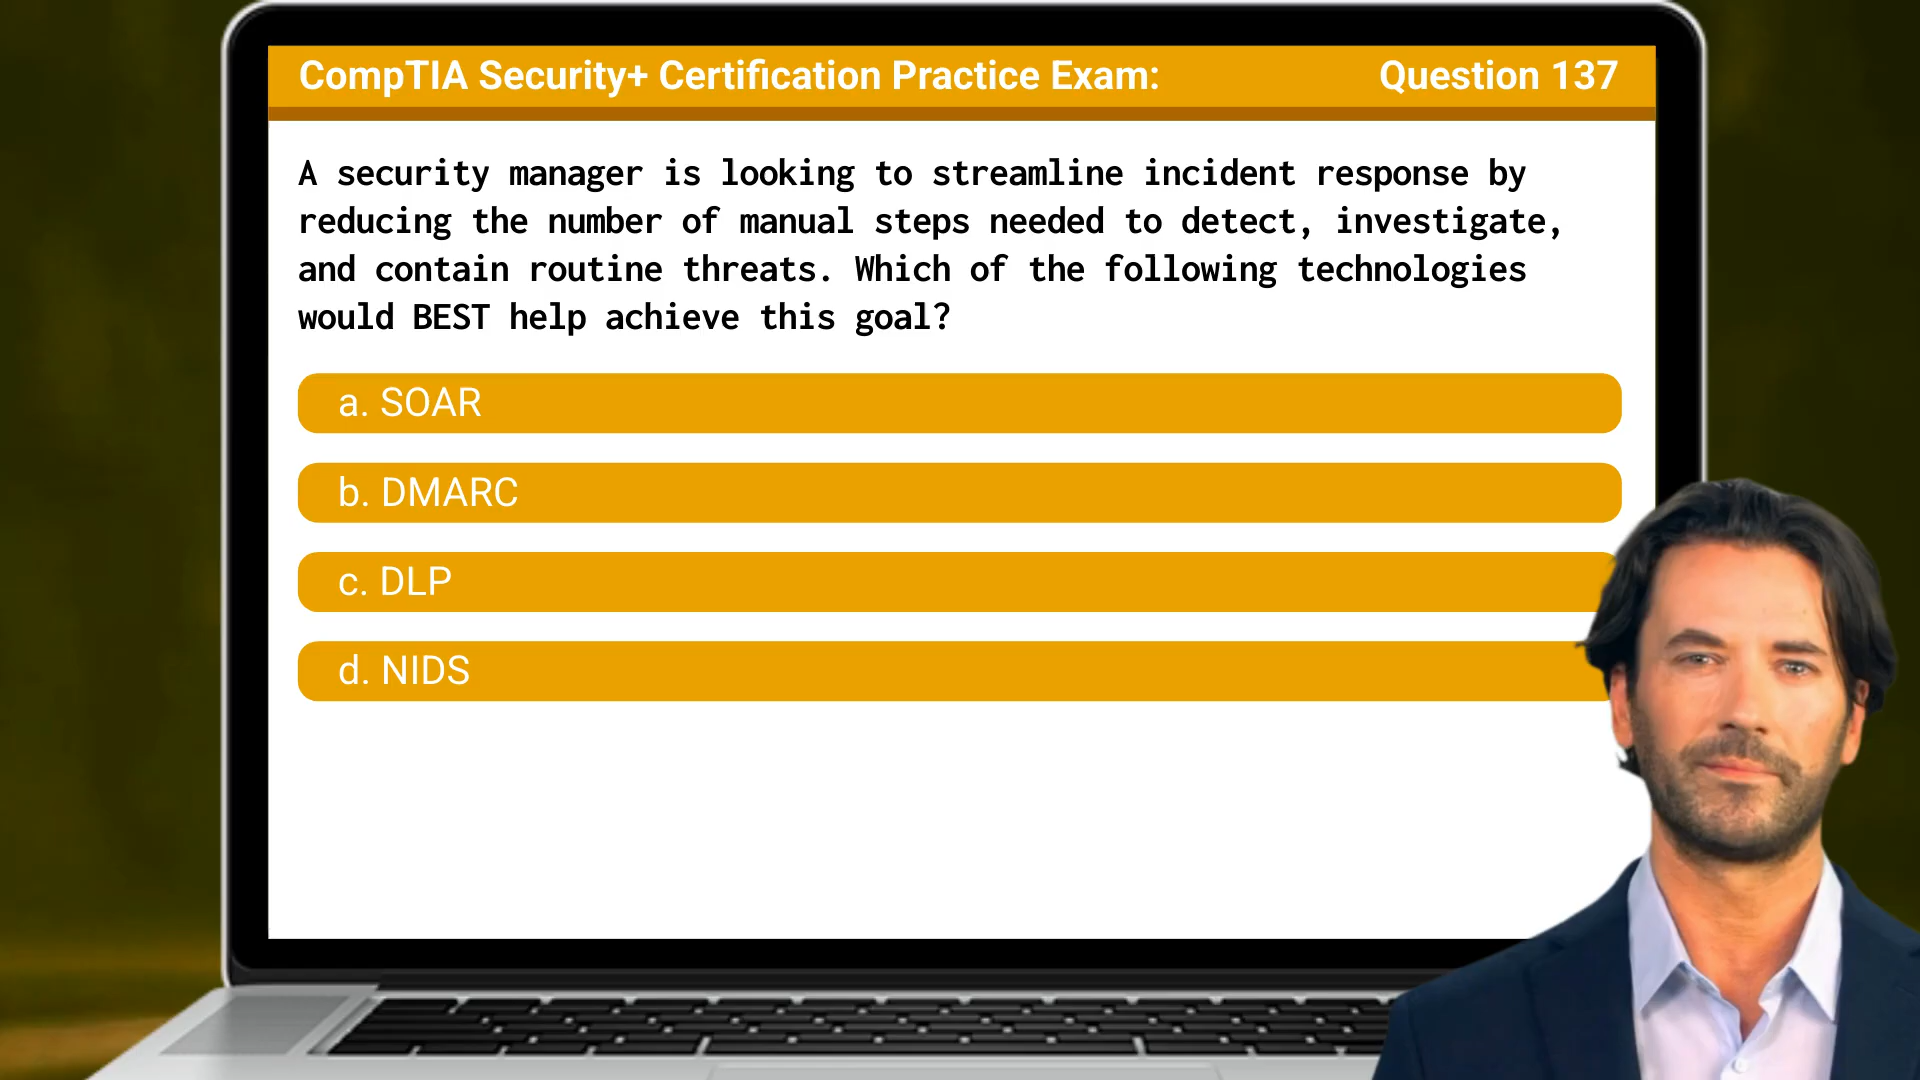 CompTIA Security+ Certification Practice Exam:
Question 137
A security manager is looking to streamline incident response by
reducing the number of manual steps needed to detect, investigate,
and contain routine threats. Which of the following technologies
would BEST help achieve this goal?
a. SOAR
b. DMARC
c. DLP
d. NIDS